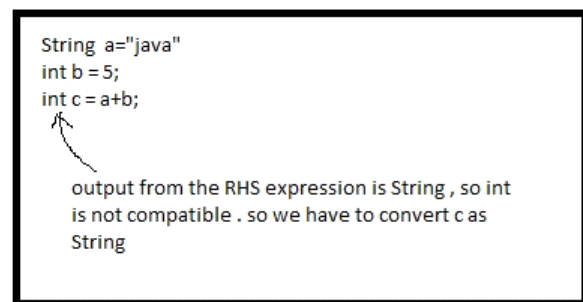 String a="java"
int b = 5;
int c = a+b;
output from the RHS expression is String , so int
is not compatible . so we have to convert c as
String